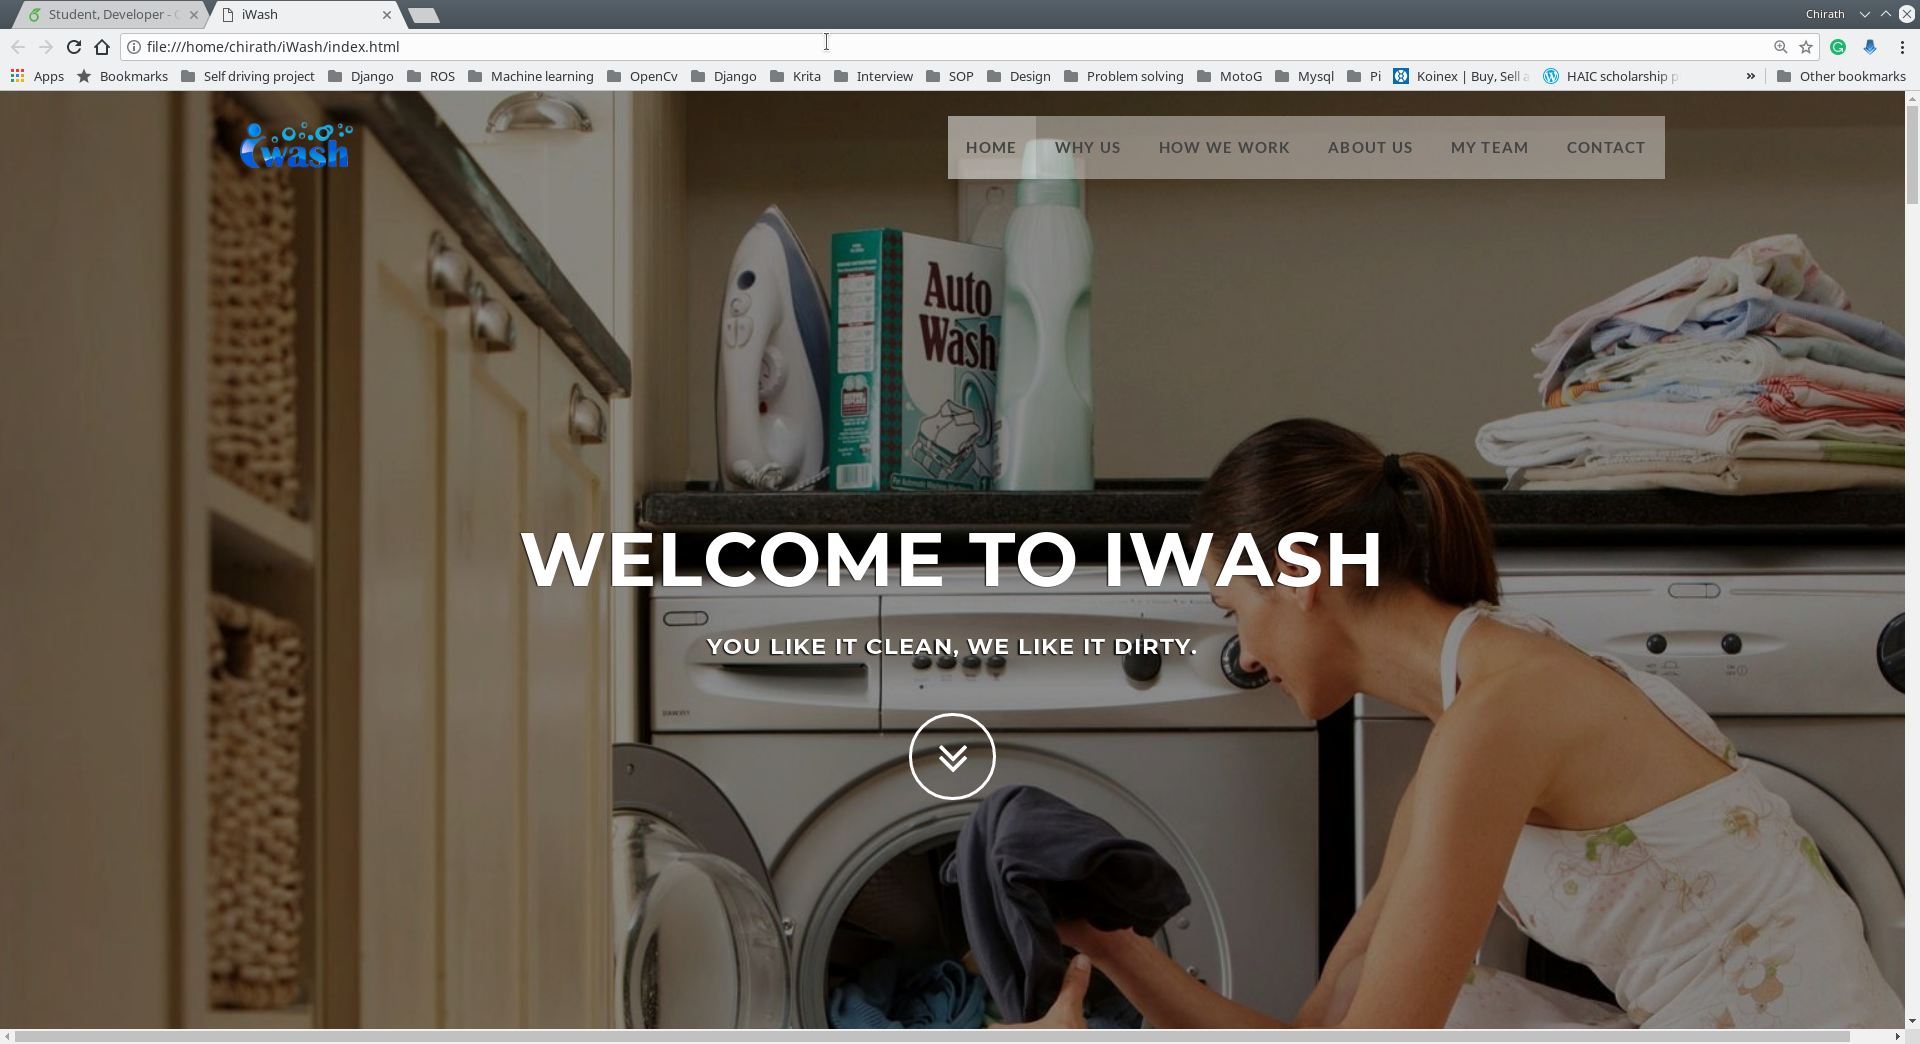 Student, Developer - 
iWash
Chirath
file:///home/chirath/iWash/index.html
Apps Bookmarks Self driving project Django ROS Machine learning OpenCv Django Krita Interview SOP Design Problem solving MotoG Mysql Pi Koinex | Buy, Sell HAIC scholarship » Other bookmarks
iwash
HOME WHY US HOW WE WORK ABOUT US MY TEAM CONTACT
Auto
Wash
WELCOME TO IWASH
YOU LIKE IT CLEAN, WE LIKE IT DIRTY.